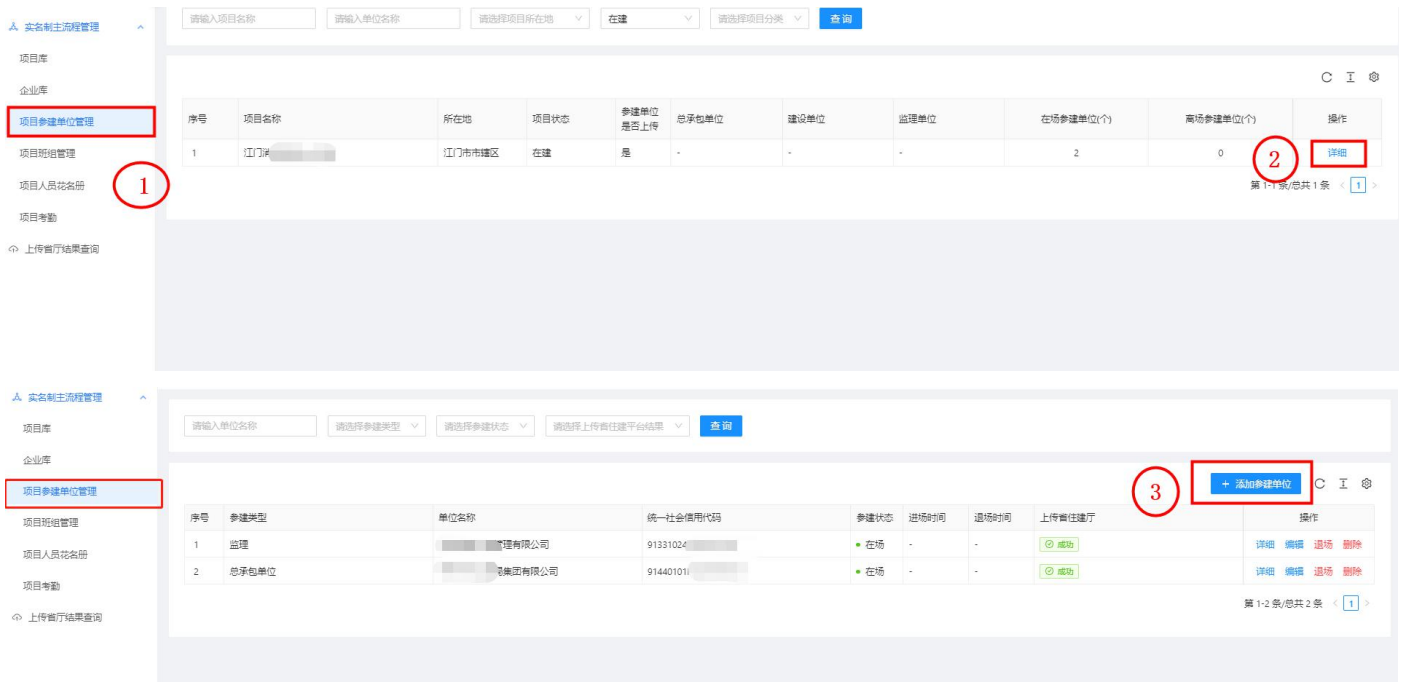 实名制主流程管理
项目库
企业库
项目参建单位管理
项目班组管理
项目人员花名册
项目考勤
上传省厅结果查询
1
请输入项目名称 请输入单位名称 请选择项目所在地 在建 请选择项目分类 查询
序号 项目名称 所在地 项目状态 参建单位是否上传 总承包单位 建设单位 监理单位 在场参建单位(个) 离场参建单位(个) 操作
1 江门 江门市市辖区 在建 是 - - - 2 0 详细
2
第 1-1 条/总共 1 条 < 1 >
实名制主流程管理
项目库
企业库
项目参建单位管理
项目班组管理
项目人员花名册
项目考勤
上传省厅结果查询
请输入单位名称 请选择参建类型 请选择参建状态 请选择上传省住建平台结果 查询
3
+ 添加参建单位
序号 参建类型 单位名称 统一社会信用代码 参建状态 进场时间 退场时间 上传省住建厅 操作
1 监理 管理有限公司 91331024 在场 - - 成功 详细 编辑 退场 删除
2 总承包单位 集团有限公司 91440101 在场 - - 成功 详细 编辑 退场 删除
第 1-2 条/总共 2 条 < 1 >